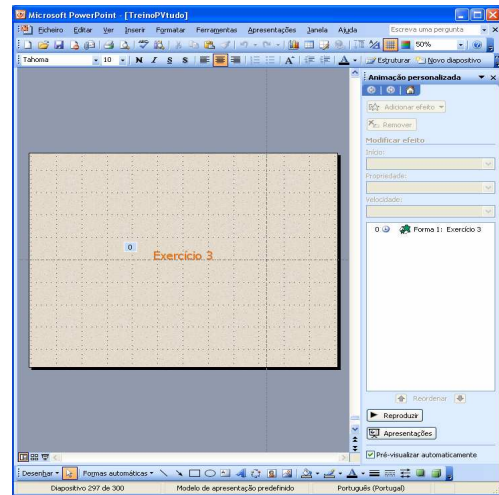 Microsoft PowerPoint - [TreinoPVtudo]
Ficheiro Editar Ver Inserir Formatar Ferramentas Apresentações Janela Ajuda Escreva uma pergunta
50%
Tahoma 10 N I S S Estruturar Novo dispositivo
Animação personalizada
Adicionar efeito
Remover
Modificar efeito
Início:
Propriedade:
Velocidade:
0 Forma 1: Exercício 3
0
Exercício 3
Reordenar
Reproduzir
Apresentações
Pré-visualizar automaticamente
Desenhar Formas automáticas
Diapositivo 297 de 300 Modelo de apresentação predefinido Português (Portugal)